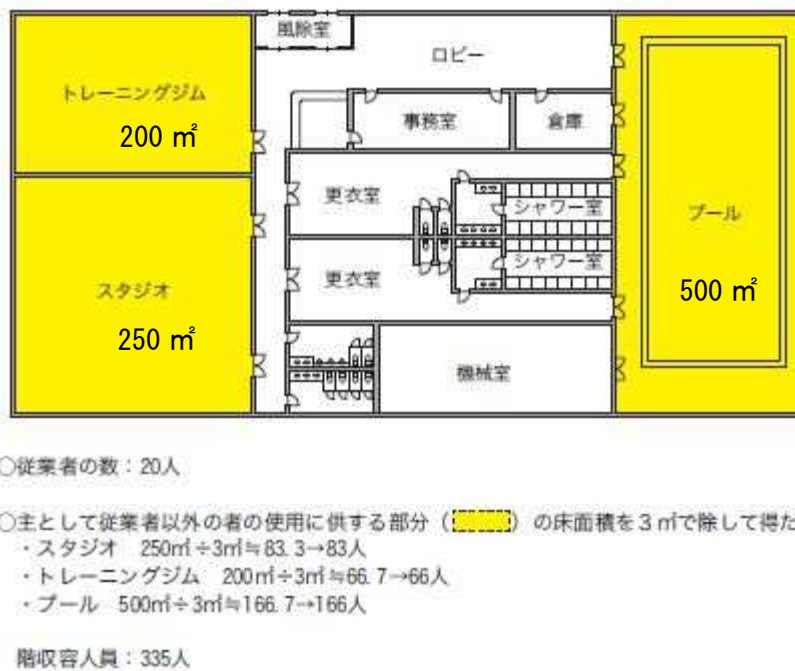 風除室
ロビー
トレーニングジム
200 ㎡
事務室
倉庫
更衣室
シャワー室
プール
500 ㎡
スタジオ
250 ㎡
更衣室
シャワー室
機械室
○従業者の数：20人
○主として従業者以外の者の使用に供する部分（　　）の床面積を３㎡で除して得た
・スタジオ　250㎡÷3㎡≒83.3→83人
・トレーニングジム　200㎡÷3㎡≒66.7→66人
・プール　500㎡÷3㎡≒166.7→166人
階収容人員：335人